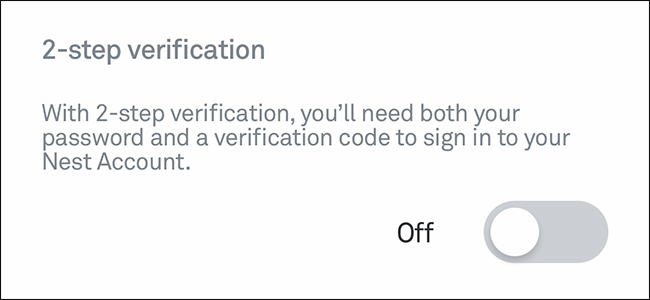 2-step verification
With 2-step verification, you'll need both your
password and a verification code to sign in to your
Nest Account.
Off